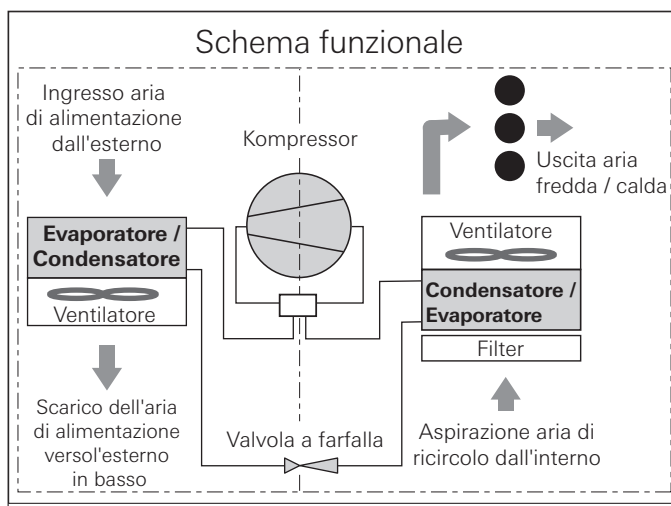 Schema funzionale
Ingresso aria
di alimentazione
dall'esterno
Kompressor
Uscita aria
fredda / calda
Evaporatore /
Condensatore
Ventilatore
Ventilatore
Condensatore /
Evaporatore
Filter
Scarico dell'aria
di alimentazione
versol'esterno
in basso
Valvola a farfalla
Aspirazione aria di
ricircolo dall'interno